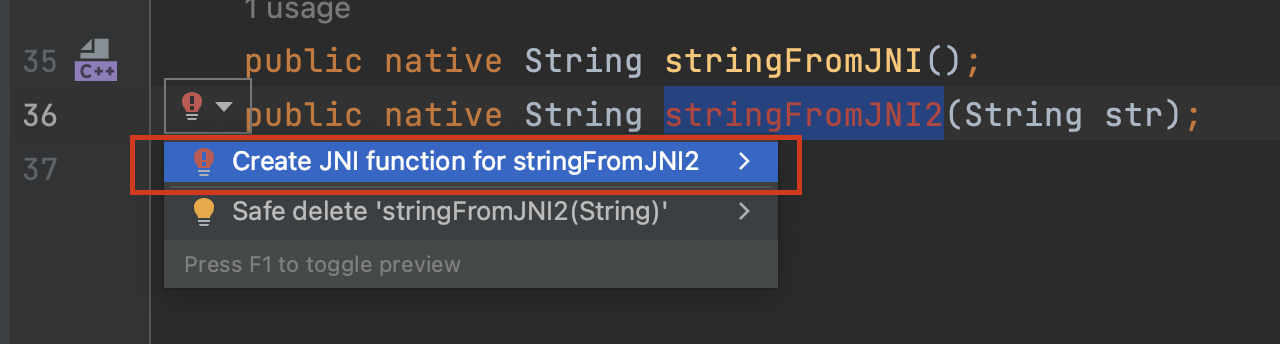 1 usage
35 C++ public native String stringFromJNI();
36 public native String stringFromJNI2(String str);
37
Create JNI function for stringFromJNI2
Safe delete 'stringFromJNI2(String)'
Press F1 to toggle preview